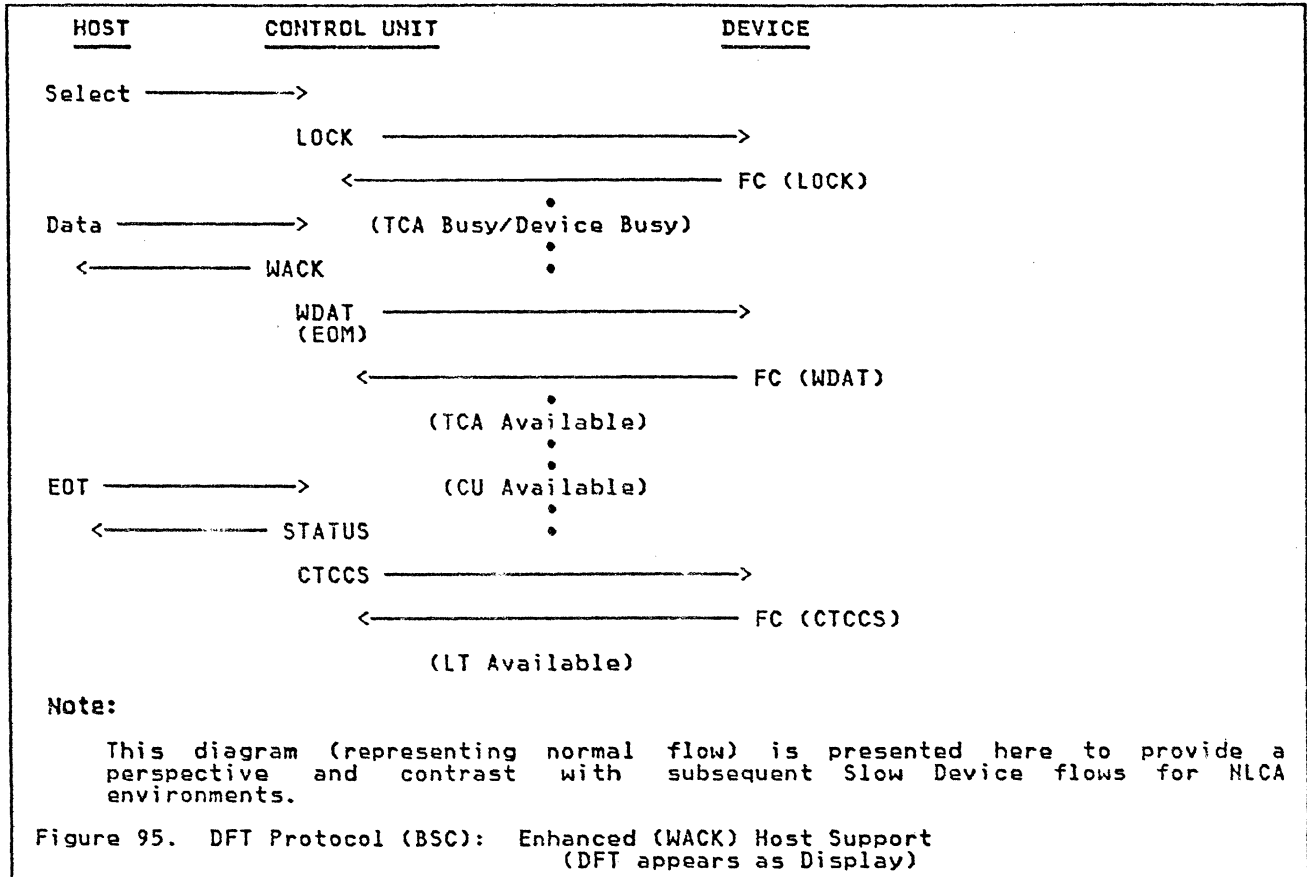 HOST CONTROL UNIT DEVICE
Select
LOCK
FC (LOCK)
Data (TCA Busy/Device Busy)
WACK
WDAT
(EOM)
FC (WDAT)
(TCA Available)
EOT (CU Available)
STATUS
CTCCS
FC (CTCCS)
(LT Available)
Note:
This diagram (representing normal flow) is presented here to provide a
perspective and contrast with subsequent Slow Device flows for NLCA
environments.
Figure 95. DFT Protocol (BSC): Enhanced (WACK) Host Support
(DFT appears as Display)